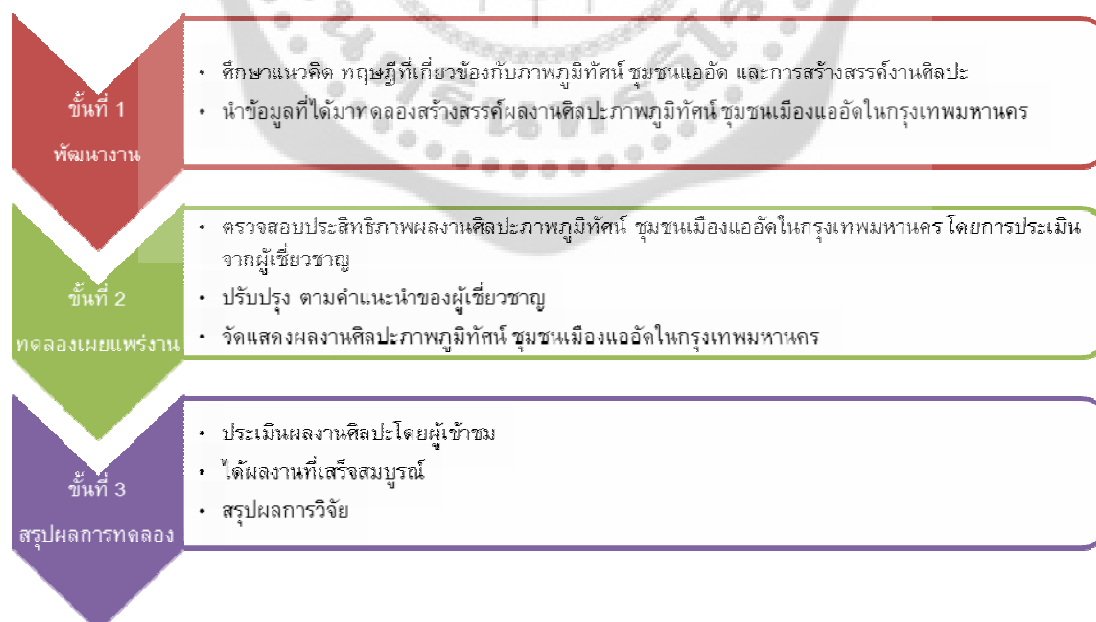 ขั้นที่ 1
พัฒนางาน
• ศึกษาแนวคิด ทฤษฎีที่เกี่ยวข้องกับภาพภูมิทัศน์ ชุมชนแออัด และการสร้างสรรค์งานศิลปะ
• นำข้อมูลที่ได้มาทดลองสร้างสรรค์ผลงานศิลปะภาพภูมิทัศน์ ชุมชนเมืองแออัดในกรุงเทพมหานคร
ขั้นที่ 2
ทดลองเผยแพร่งาน
• ตรวจสอบประสิทธิภาพผลงานศิลปะภาพภูมิทัศน์ ชุมชนเมืองแออัดในกรุงเทพมหานคร โดยการประเมิน
จากผู้เชี่ยวชาญ
• ปรับปรุง ตามคำแนะนำของผู้เชี่ยวชาญ
• จัดแสดงผลงานศิลปะภาพภูมิทัศน์ ชุมชนเมืองแออัดในกรุงเทพมหานคร
ขั้นที่ 3
สรุปผลการทดลอง
• ประเมินผลงานศิลปะโดยผู้เข้าชม
• ได้ผลงานที่เสร็จสมบูรณ์
• สรุปผลการวิจัย